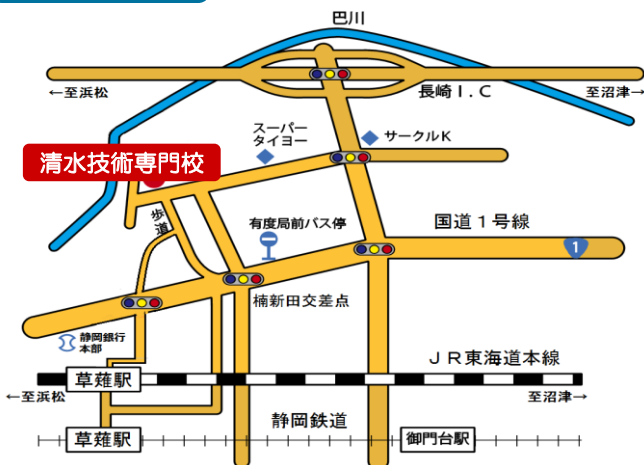 巴川
←至浜松
長崎I.C
至沼津→
スーパー
タイヨー
サークルK
清水技術専門校
歩道
有度局前バス停
国道1号線
1
楠新田交差点
静岡銀行
本部
JR東海道本線
草薙駅
←至浜松
至沼津→
静岡鉄道
草薙駅
御門台駅